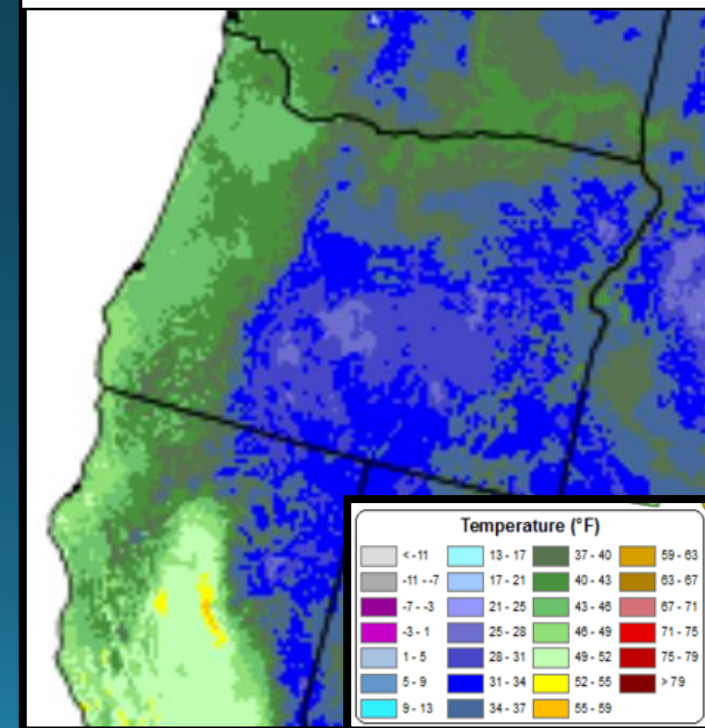 Temperature (°F)
< -11 13 - 17 37 - 40 59 - 63
-11 - -7 17 - 21 40 - 43 63 - 67
-7 - -3 21 - 25 43 - 46 67 - 71
-3 - 1 25 - 28 46 - 49 71 - 75
1 - 5 28 - 31 49 - 52 75 - 79
5 - 9 31 - 34 52 - 55 > 79
9 - 13 34 - 37 55 - 59